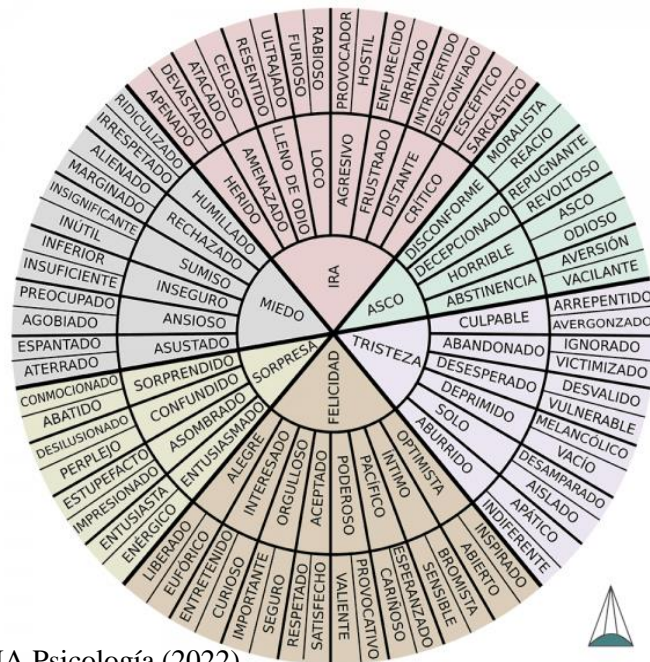 IRA
HERIDO
AMENAZADO
LLENO DE ODIO
LOCO
AGRESIVO
FRUSTRADO
DISTANTE
CRÍTICO
APENADO
DEVASTADO
ATACADO
CELOSO
RESENTIDO
ULTRAJADO
FURIOSO
RABIOSO
PROVOCADOR
HOSTIL
ENFURECIDO
IRRITADO
INTROVERTIDO
DESCONFIADO
ESCÉPTICO
SARCÁSTICO
ASCO
DISCONFORME
DECEPCIONADO
HORRIBLE
ABSTINENCIA
MORALISTA
REACIO
REPUGNANTE
REVOLTOSO
ASCO
ODIOSO
AVERSIÓN
VACILANTE
TRISTEZA
CULPABLE
ABANDONADO
DESESPERADO
DEPRIMIDO
SOLO
ABURRIDO
ARREPENTIDO
AVERGONZADO
IGNORADO
VICTIMIZADO
DESVALIDO
VULNERABLE
MELANCÓLICO
VACÍO
DESAMPARADO
AISLADO
APÁTICO
INDIFERENTE
FELICIDAD
OPTIMISTA
INTIMO
PACÍFICO
PODEROSO
ACEPTADO
ORGULLOSO
INTERESADO
ALEGRE
INSPIRADO
ABIERTO
BROMISTA
SENSIBLE
ESPERANZADO
CARIÑOSO
PROVOCATIVO
VALIENTE
SATISFECHO
RESPETADO
SEGURO
IMPORTANTE
CURIOSO
ENTRETENIDO
EUFÓRICO
LIBERADO
SORPRESA
ENTUSIASMADO
ASOMBRADO
CONFUNDIDO
SORPRENDIDO
ENÉRGICO
ENTUSIASTA
IMPRESIONADO
ESTUPEFACTO
PERPLEJO
DESILUSIONADO
ABATIDO
CONMOCIONADO
MIEDO
ASUSTADO
ANSIOSO
INSEGURO
SUMISO
RECHAZADO
HUMILLADO
ATERRADO
ESPANTADO
AGOBIADO
PREOCUPADO
INSUFICIENTE
INFERIOR
INÚTIL
INSIGNIFICANTE
MARGINADO
ALIENADO
IRRESPETADO
RIDICULIZADO
Psicología (2022)